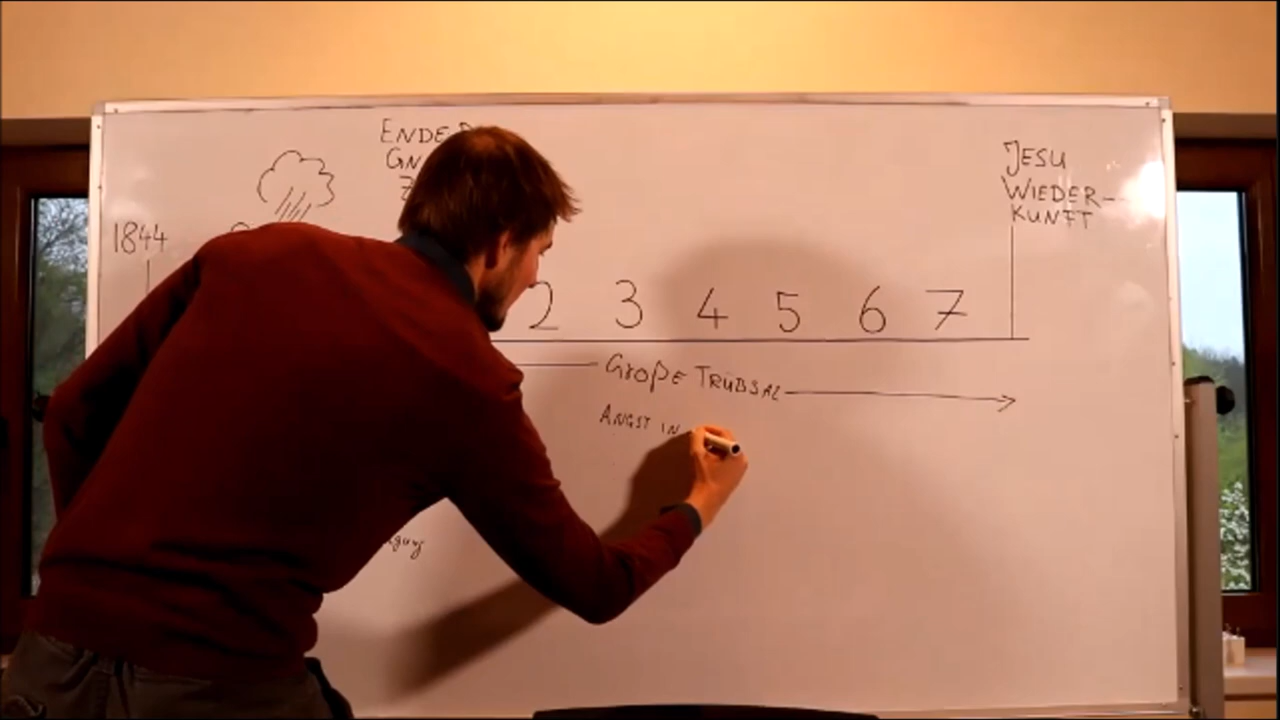 ENDE
GN
JESU
WIEDER-
KUNFT
1844
2 3 4 5 6 7
GROßE TRÜBSAL
ANGST IN